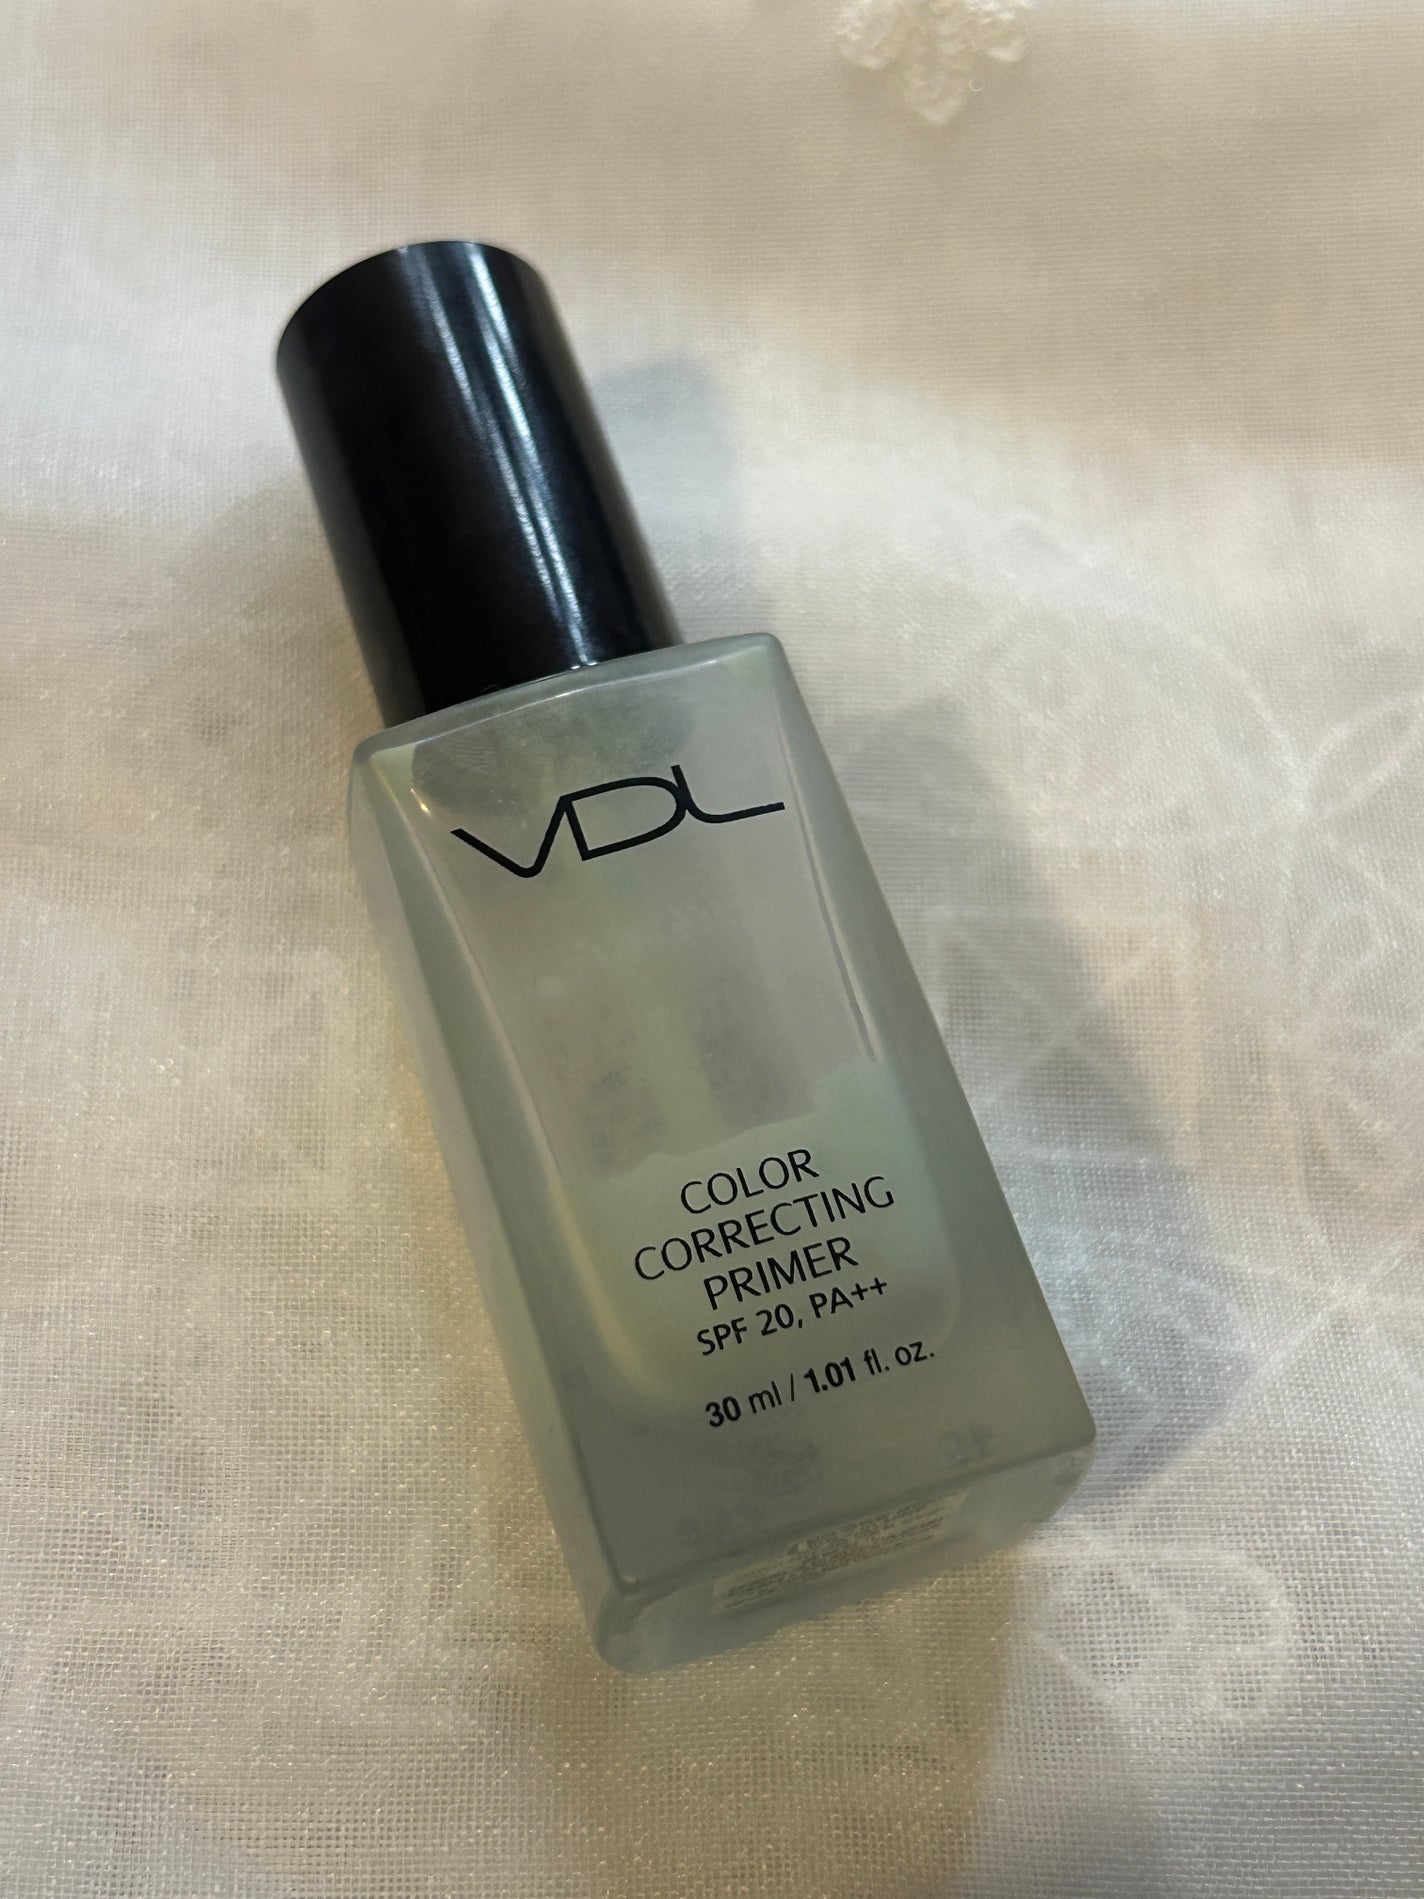 VDL
COLOR
CORRECTING
PRIMER
SPF 20, PA++
30 ml / 1.01 fl. oz.